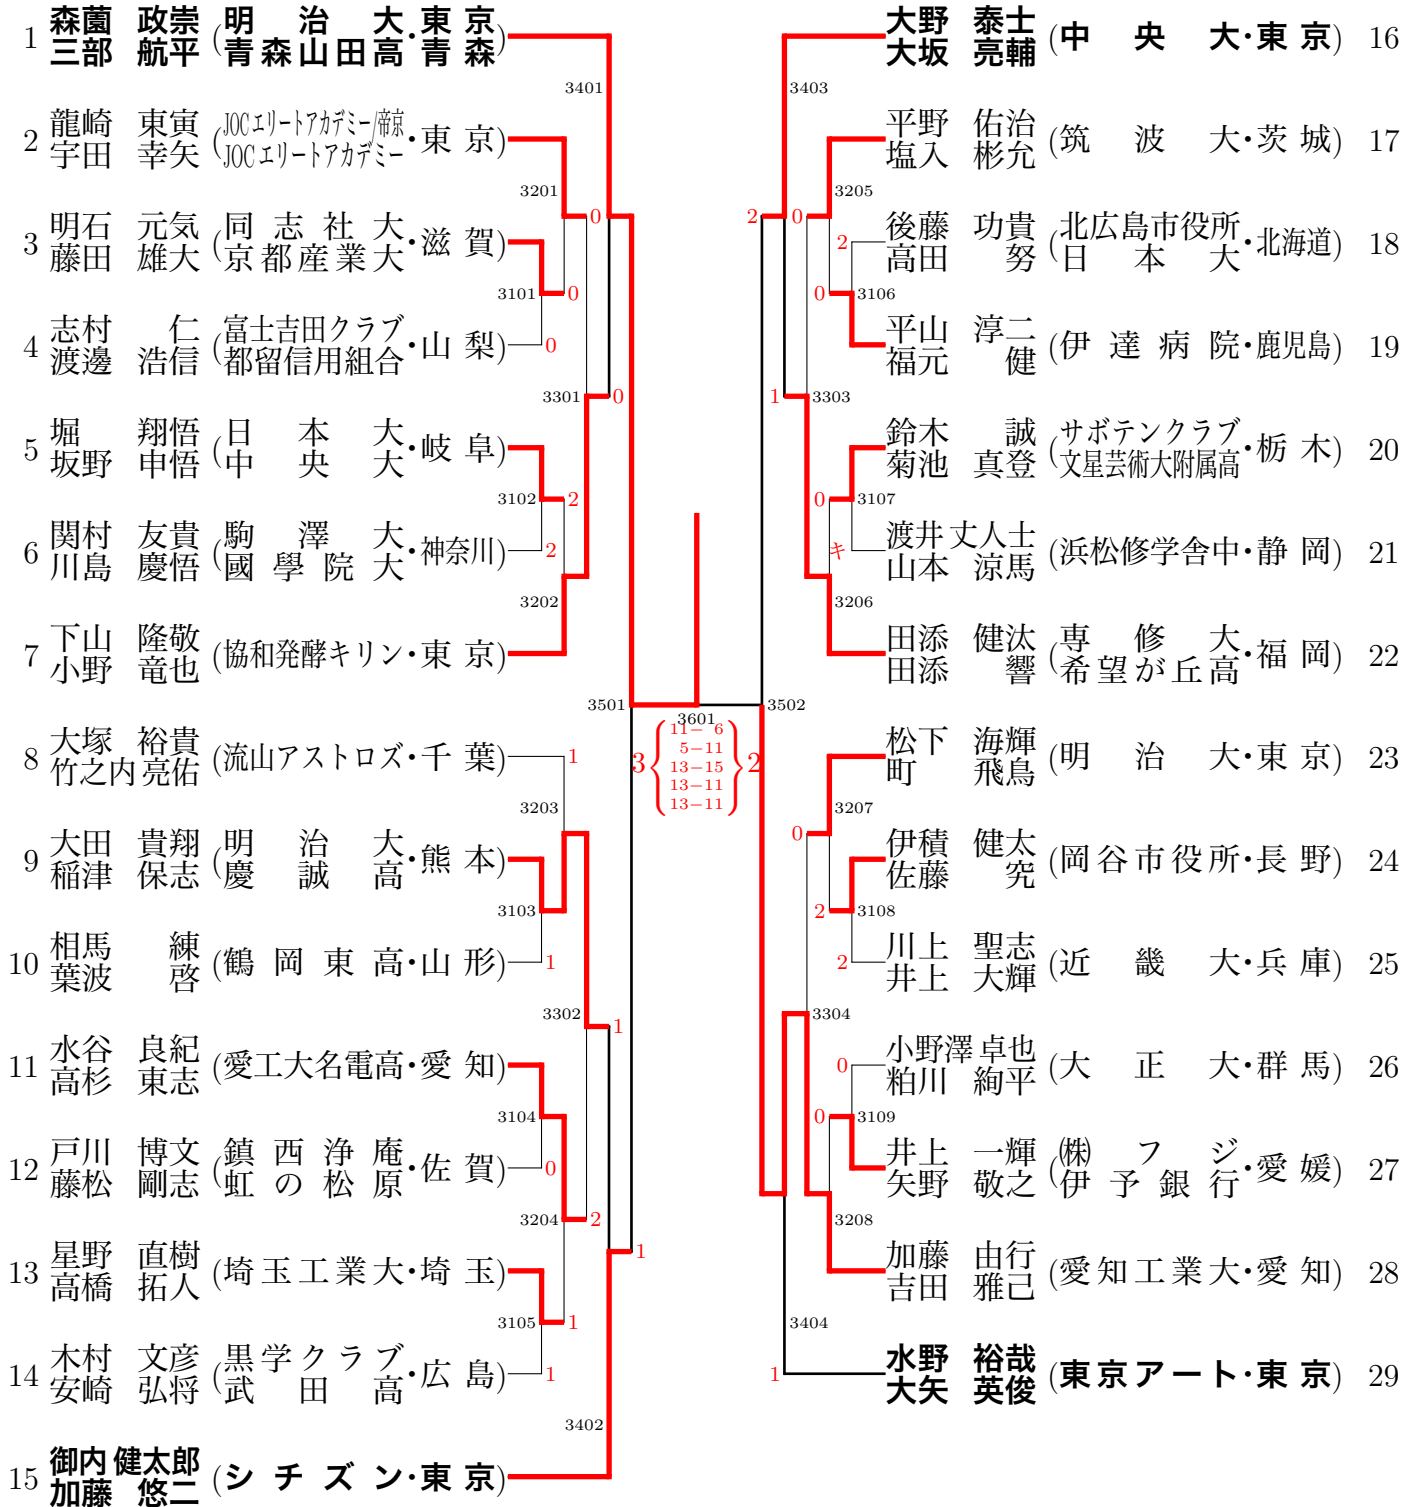 1 森薗 政崇 三部 航平 (明治大 青森山田高・東京 青森)
2 龍崎 東寅 宇田 幸矢 (JOCエリートアカデミー/帝京 JOCエリートアカデミー・東京)
3 明石 元気 藤田 雄大 (同志社大 京都産業大・滋賀)
4 志村 仁 渡邊 浩信 (富士吉田クラブ 都留信用組合・山梨)
5 堀 翔悟 坂野 申悟 (日本大 中央大・岐阜)
6 関村 友貴 川島 慶悟 (駒澤大 國學院大・神奈川)
7 下山 隆敬 小野 竜也 (協和発酵キリン・東京)
8 大塚 裕貴 竹之内 亮佑 (流山アストロズ・千葉)
9 大田 貴翔 稲津 保志 (明治大 慶誠高・熊本)
10 相馬 練 葉波 啓 (鶴岡東高・山形)
11 水谷 良紀 高杉 東志 (愛工大名電高・愛知)
12 戸川 博文 藤松 剛志 (鎮西浄庵 虹の松原・佐賀)
13 星野 直樹 高橋 拓人 (埼玉工業大・埼玉)
14 木村 文彦 安崎 弘将 (黒学クラブ 武田高・広島)
15 御内 健太郎 加藤 悠二 (シチズン・東京)
3401
3201
0
3101
0
0
3301
0
3102
2
2
3202
3501
1
3203
3103
1
3302
1
3104
0
3204
2
1
3105
1
1
3402
3601
3
11− 6
5−11
13−15
13−11
13−11
2
3403
3205
2
0
2
0
3106
1
3303
0
3107
キ
3206
3502
3207
0
2
3108
2
3304
0
0
3109
3208
3404
1
大野 泰士 大坂 亮輔 (中央大・東京) 16
平野 佑治 塩入 彬允 (筑波大・茨城) 17
後藤 功貴 高田 努 (北広島市役所 日本大・北海道) 18
平山 淳二 福元 健 (伊達病院・鹿児島) 19
鈴木 誠 菊池 真登 (サボテンクラブ 文星芸術大附属高・栃木) 20
渡井 丈人士 山本 涼馬 (浜松修学舎中・静岡) 21
田添 健汰 田添 響 (専修大 希望が丘高・福岡) 22
松下 海輝 町 飛鳥 (明治大・東京) 23
伊積 健太 佐藤 究 (岡谷市役所・長野) 24
川上 聖志 井上 大輝 (近畿大・兵庫) 25
小野澤 卓也 粕川 絢平 (大正大・群馬) 26
井上 一輝 矢野 敬之 (㈱フジ 伊予銀行・愛媛) 27
加藤 由行 吉田 雅己 (愛知工業大・愛知) 28
水野 裕哉 大矢 英俊 (東京アート・東京) 29